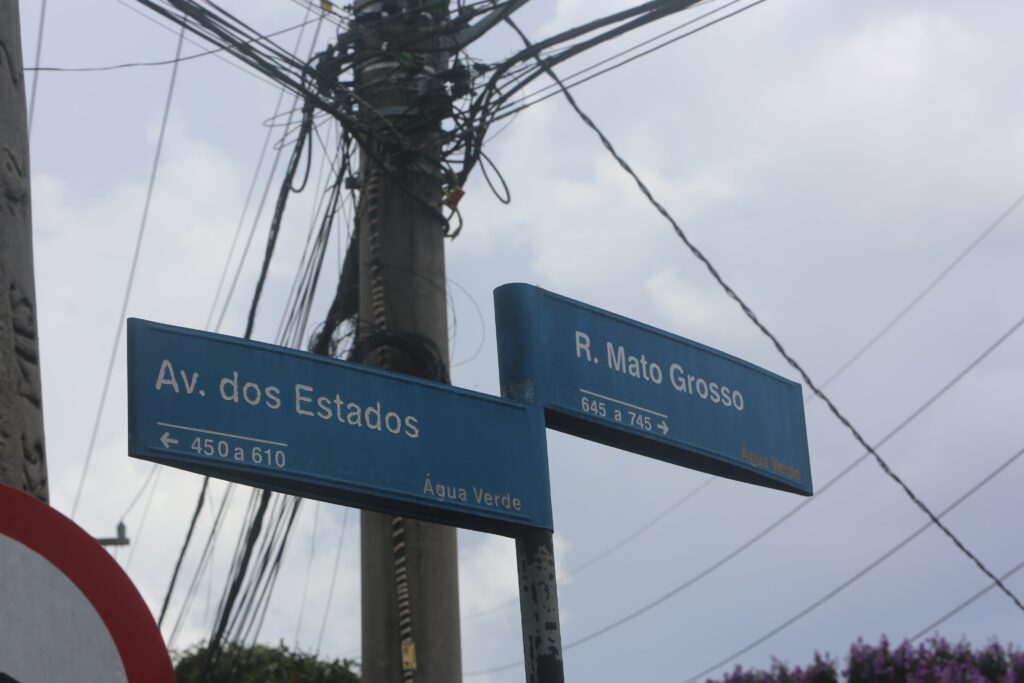 Av. dos Estados
← 450 a 610
Água Verde
R. Mato Grosso
645 a 745 →
Água Verde